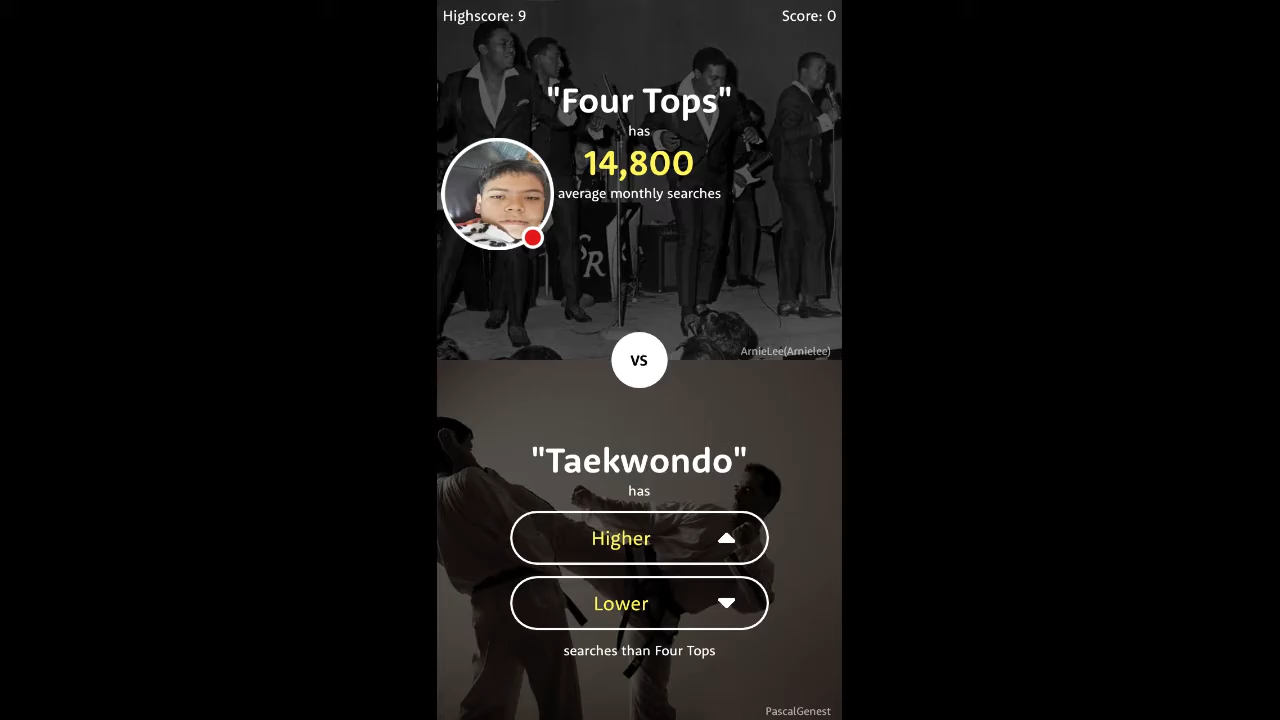 Highscore: 9
Score: 0
"Four Tops"
has
14,800
average monthly searches
SR
ArnieLee(Arnielee)
VS
"Taekwondo"
has
Higher
Lower
searches than Four Tops
PascalGenest